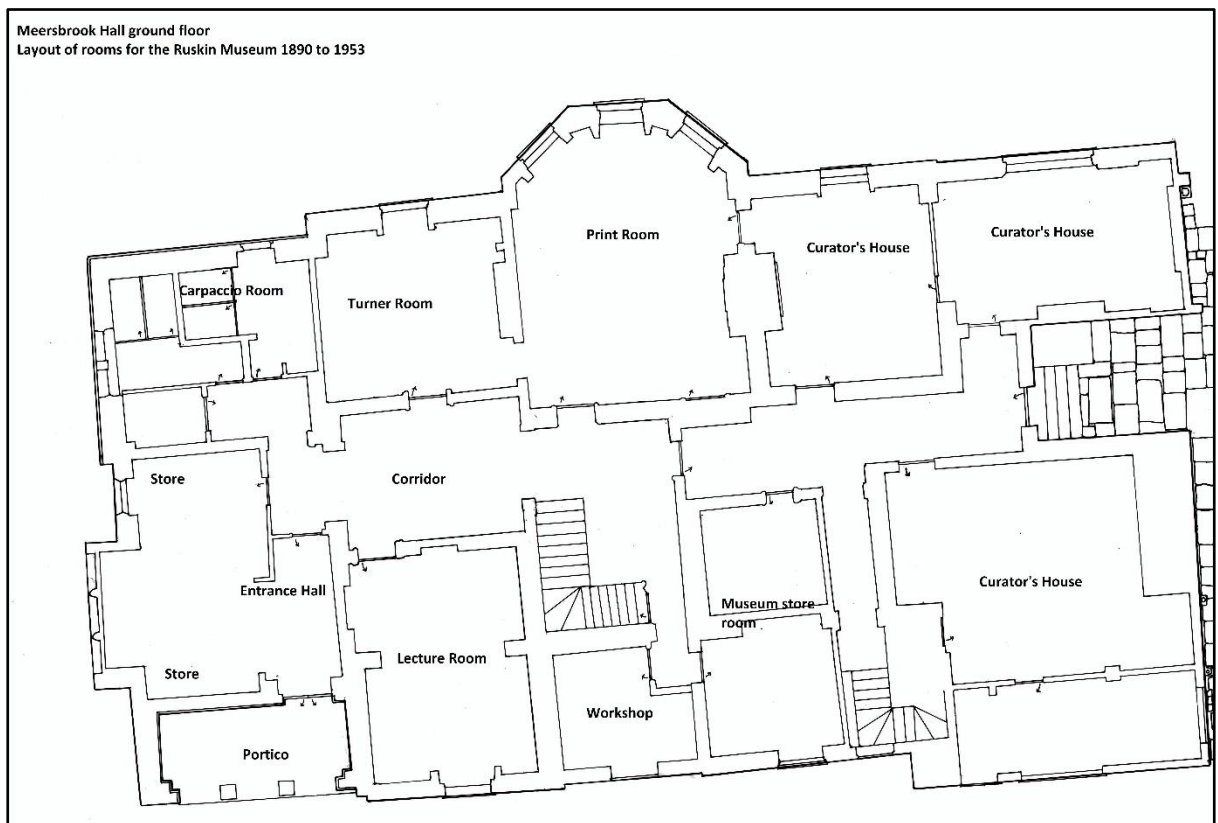 Meersbrook Hall ground floor
Layout of rooms for the Ruskin Museum 1890 to 1953
Print Room
Curator's House
Curator's House
Carpaccio Room
Turner Room
Store
Corridor
Entrance Hall
Curator's House
Museum store
room
Lecture Room
Store
Workshop
Portico